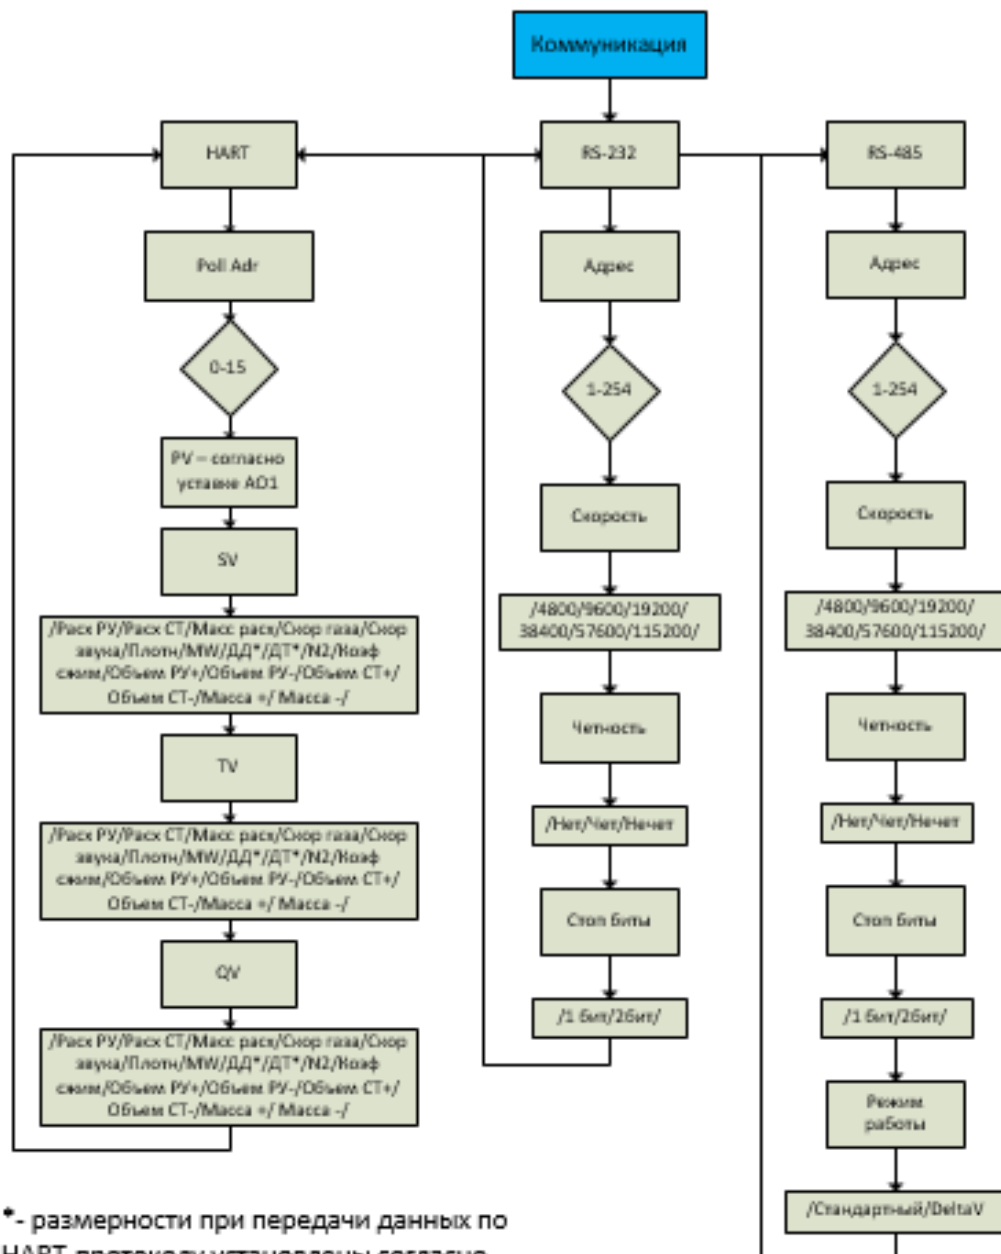 Коммуникация
HART
RS-232
RS-485
Poll Adr
Адрес
Адрес
0-15
1-254
1-254
PV – согласно
уставке АО1
Скорость
Скорость
SV
/4800/9600/19200/
38400/57600/115200/
/4800/9600/19200/
38400/57600/115200/
/Расх РУ/Расх СТ/Масс расх/Скор газа/Скор
звука/Плотн/MW/ДД*/ДТ*/N2/Коэф
сжим/Объем РУ+/Объем РУ-/Объем СТ+/
Объем СТ-/Масса +/ Масса -/
Четность
Четность
TV
/Нет/Чет/Нечет
/Нет/Чет/Нечет
/Расх РУ/Расх СТ/Масс расх/Скор газа/Скор
звука/Плотн/MW/ДД*/ДТ*/N2/Коэф
сжим/Объем РУ+/Объем РУ-/Объем СТ+/
Объем СТ-/Масса +/ Масса -/
Стоп биты
Стоп биты
QV
/1 бит/2бит/
/1 бит/2бит/
/Расх РУ/Расх СТ/Масс расх/Скор газа/Скор
звука/Плотн/MW/ДД*/ДТ*/N2/Коэф
сжим/Объем РУ+/Объем РУ-/Объем СТ+/
Объем СТ-/Масса +/ Масса -/
Режим
работы
/Стандартный/DeltaV
*- размерности при передачи данных по
HART-протоколу установлены согласно